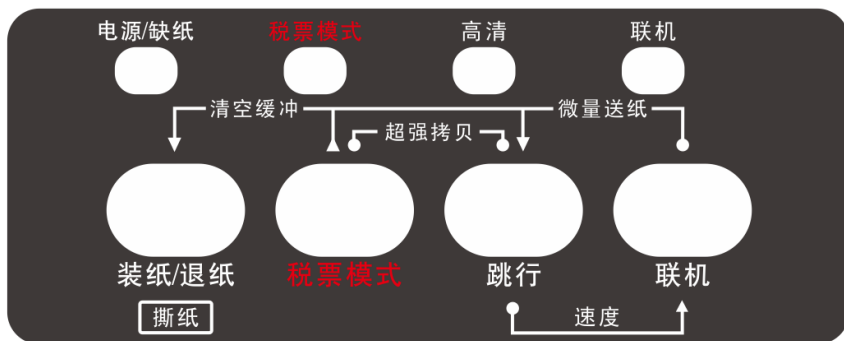 电源/缺纸 税票模式 高清 联机
清空缓冲 微量送纸
超强拷贝
装纸/退纸 税票模式 跳行 联机
撕纸 速度